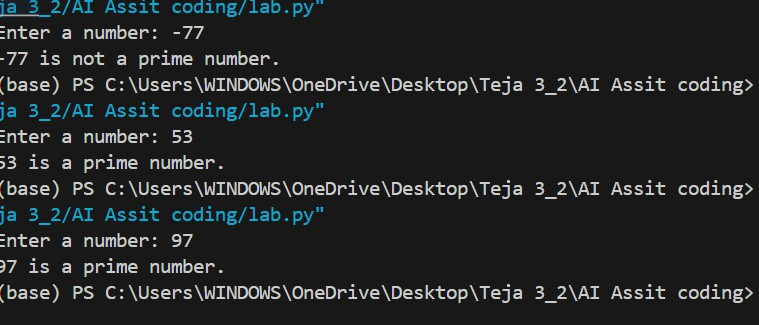 ja 3_2/AI Assit coding/lab.py"
Enter a number: -77
-77 is not a prime number.
(base) PS C:\Users\WINDOWS\OneDrive\Desktop\Teja 3_2\AI Assit coding>
ja 3_2/AI Assit coding/lab.py"
Enter a number: 53
53 is a prime number.
(base) PS C:\Users\WINDOWS\OneDrive\Desktop\Teja 3_2\AI Assit coding>
ja 3_2/AI Assit coding/lab.py"
Enter a number: 97
97 is a prime number.
(base) PS C:\Users\WINDOWS\OneDrive\Desktop\Teja 3_2\AI Assit coding>